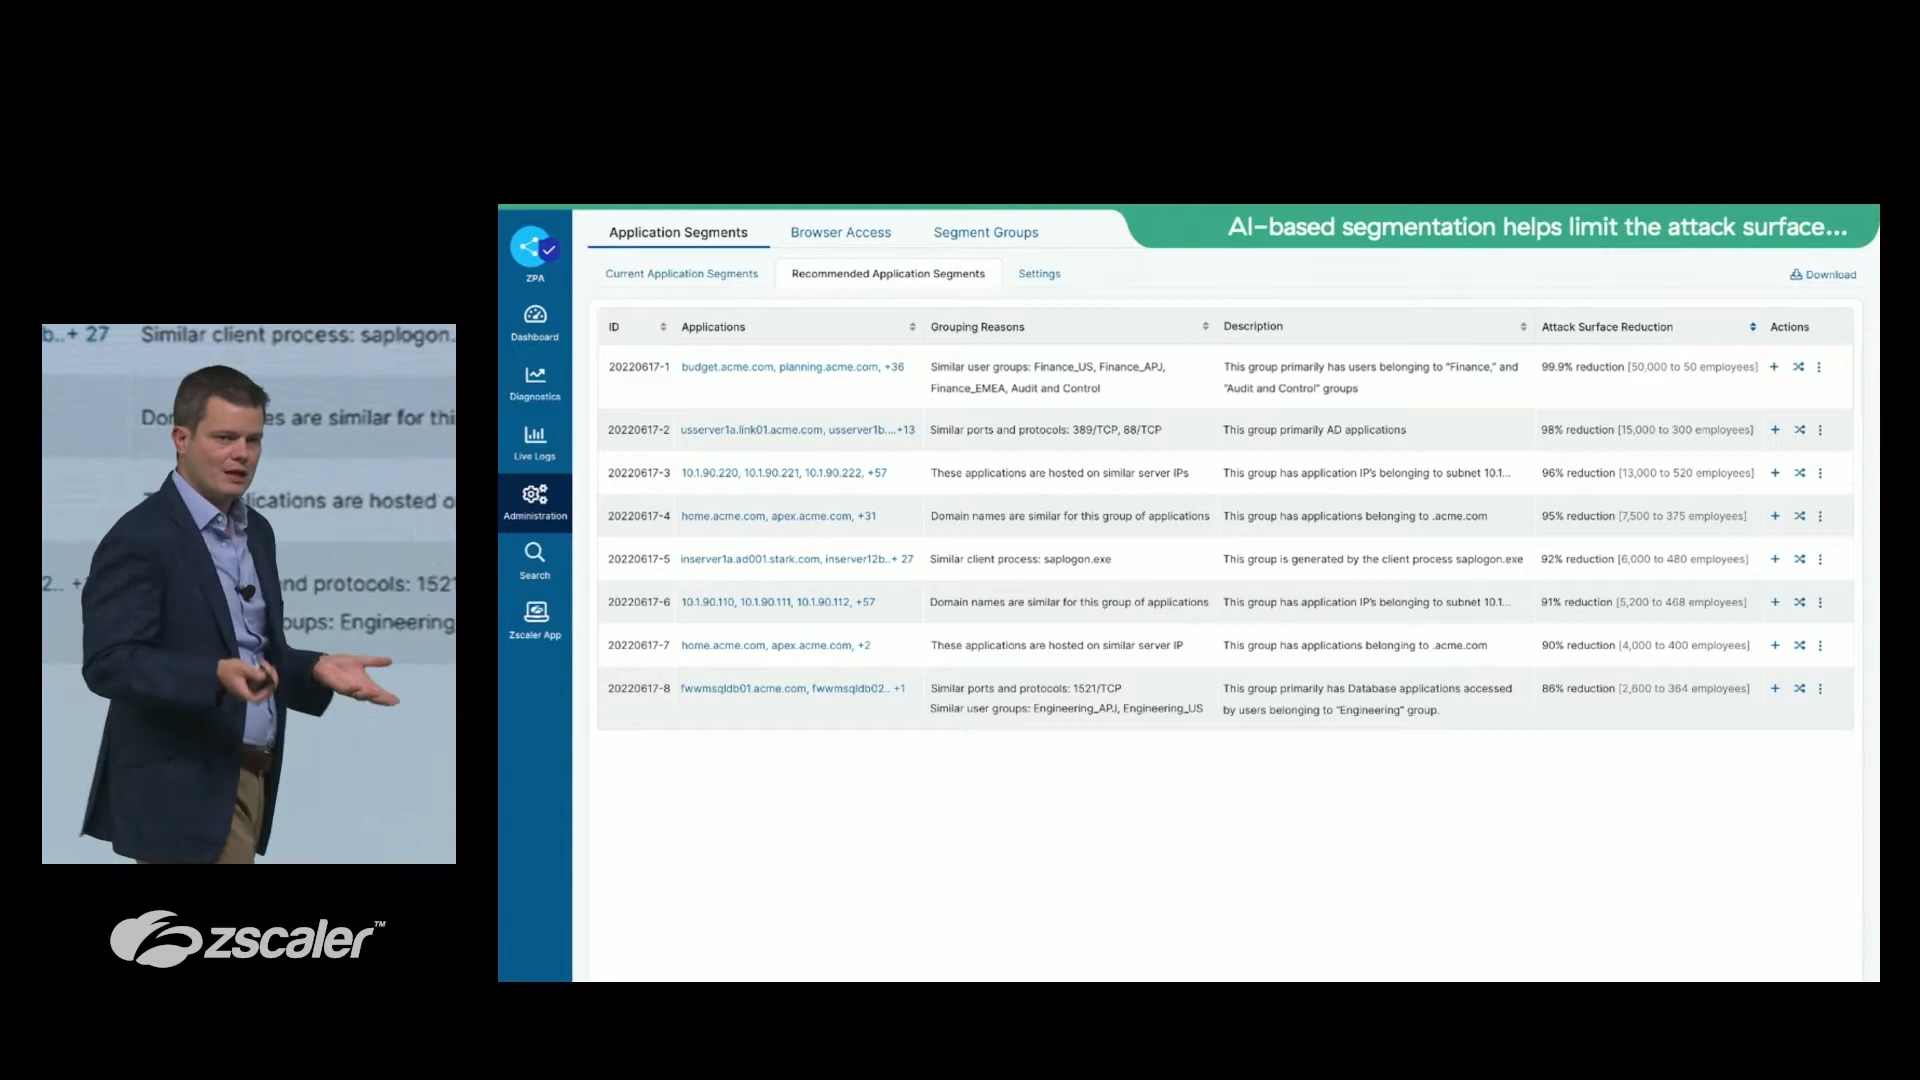 AI-based segmentation helps limit the attack surface...
ZPA
Dashboard
Diagnostics
Live Logs
Administration
Search
Zscaler App
Application Segments Browser Access Segment Groups
Current Application Segments Recommended Application Segments Settings Download
ID Applications Grouping Reasons Description Attack Surface Reduction Actions
20220617-1 budget.acme.com, planning.acme.com, +36 Similar user groups: Finance_US, Finance_APJ, This group primarily has users belonging to "Finance," and 99.9% reduction [50,000 to 50 employees]
Finance_EMEA, Audit and Control "Audit and Control" groups
20220617-2 usserver1a.link01.acme.com, usserver1b....+13 Similar ports and protocols: 389/TCP, 88/TCP This group primarily AD applications 98% reduction [15,000 to 300 employees]
20220617-3 10.1.90.220, 10.1.90.221, 10.1.90.222, +57 These applications are hosted on similar server IPs This group has application IP's belonging to subnet 10.1... 96% reduction [13,000 to 520 employees]
20220617-4 home.acme.com, apex.acme.com, +31 Domain names are similar for this group of applications This group has applications belonging to .acme.com 95% reduction [7,500 to 375 employees]
20220617-5 inserver1a.ad001.stark.com, inserver12b..+ 27 Similar client process: saplogon.exe This group is generated by the client process saplogon.exe 92% reduction [6,000 to 480 employees]
20220617-6 10.1.90.110, 10.1.90.111, 10.1.90.112, +57 Domain names are similar for this group of applications This group has application IP's belonging to subnet 10.1... 91% reduction [5,200 to 468 employees]
20220617-7 home.acme.com, apex.acme.com, +2 These applications are hosted on similar server IP This group has applications belonging to .acme.com 90% reduction [4,000 to 400 employees]
20220617-8 fwwmsqldb01.acme.com, fwwmsqldb02.. +1 Similar ports and protocols: 1521/TCP This group primarily has Database applications accessed 86% reduction [2,600 to 364 employees]
Similar user groups: Engineering_APJ, Engineering_US by users belonging to "Engineering" group.
b..+ 27 Similar client process: saplogon.
Do es are similar for thi
lications are hosted o
2.. + nd protocols: 152
oups: Engineering
zscaler™